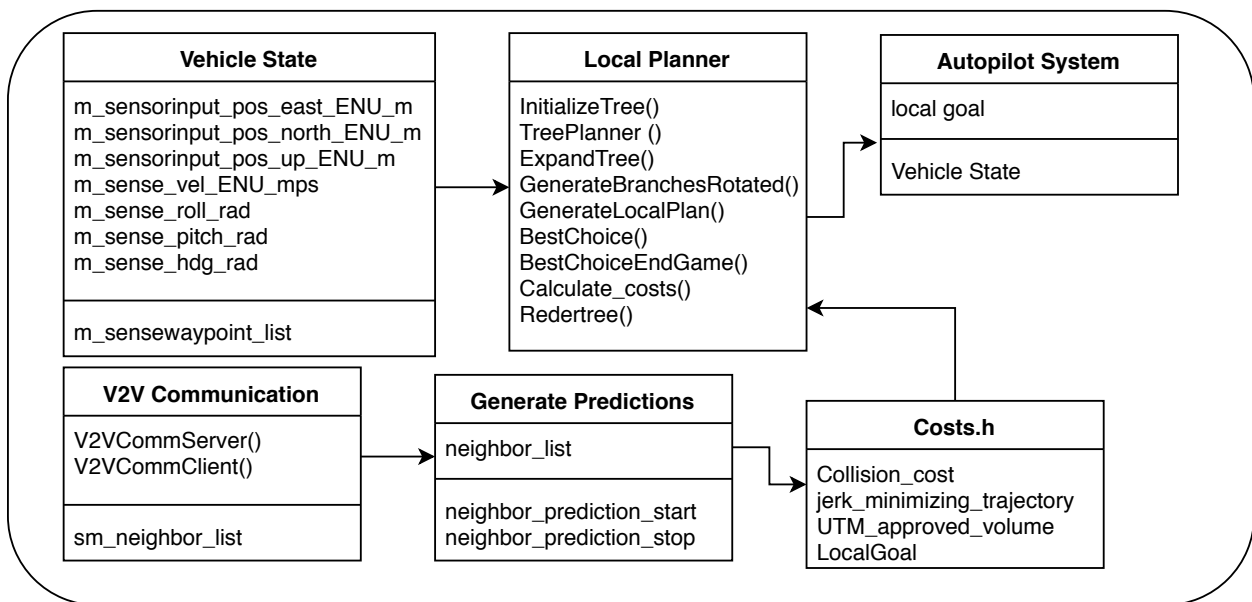 Vehicle State
m_sensorinput_pos_east_ENU_m
m_sensorinput_pos_north_ENU_m
m_sensorinput_pos_up_ENU_m
m_sense_vel_ENU_mps
m_sense_roll_rad
m_sense_pitch_rad
m_sense_hdg_rad
m_sensewaypoint_list
Local Planner
InitializeTree()
TreePlanner ()
ExpandTree()
GenerateBranchesRotated()
GenerateLocalPlan()
BestChoice()
BestChoiceEndGame()
Calculate_costs()
Redertree()
Autopilot System
local goal
Vehicle State
V2V Communication
V2VCommServer()
V2VCommClient()
sm_neighbor_list
Generate Predictions
neighbor_list
neighbor_prediction_start
neighbor_prediction_stop
Costs.h
Collision_cost
jerk_minimizing_trajectory
UTM_approved_volume
LocalGoal